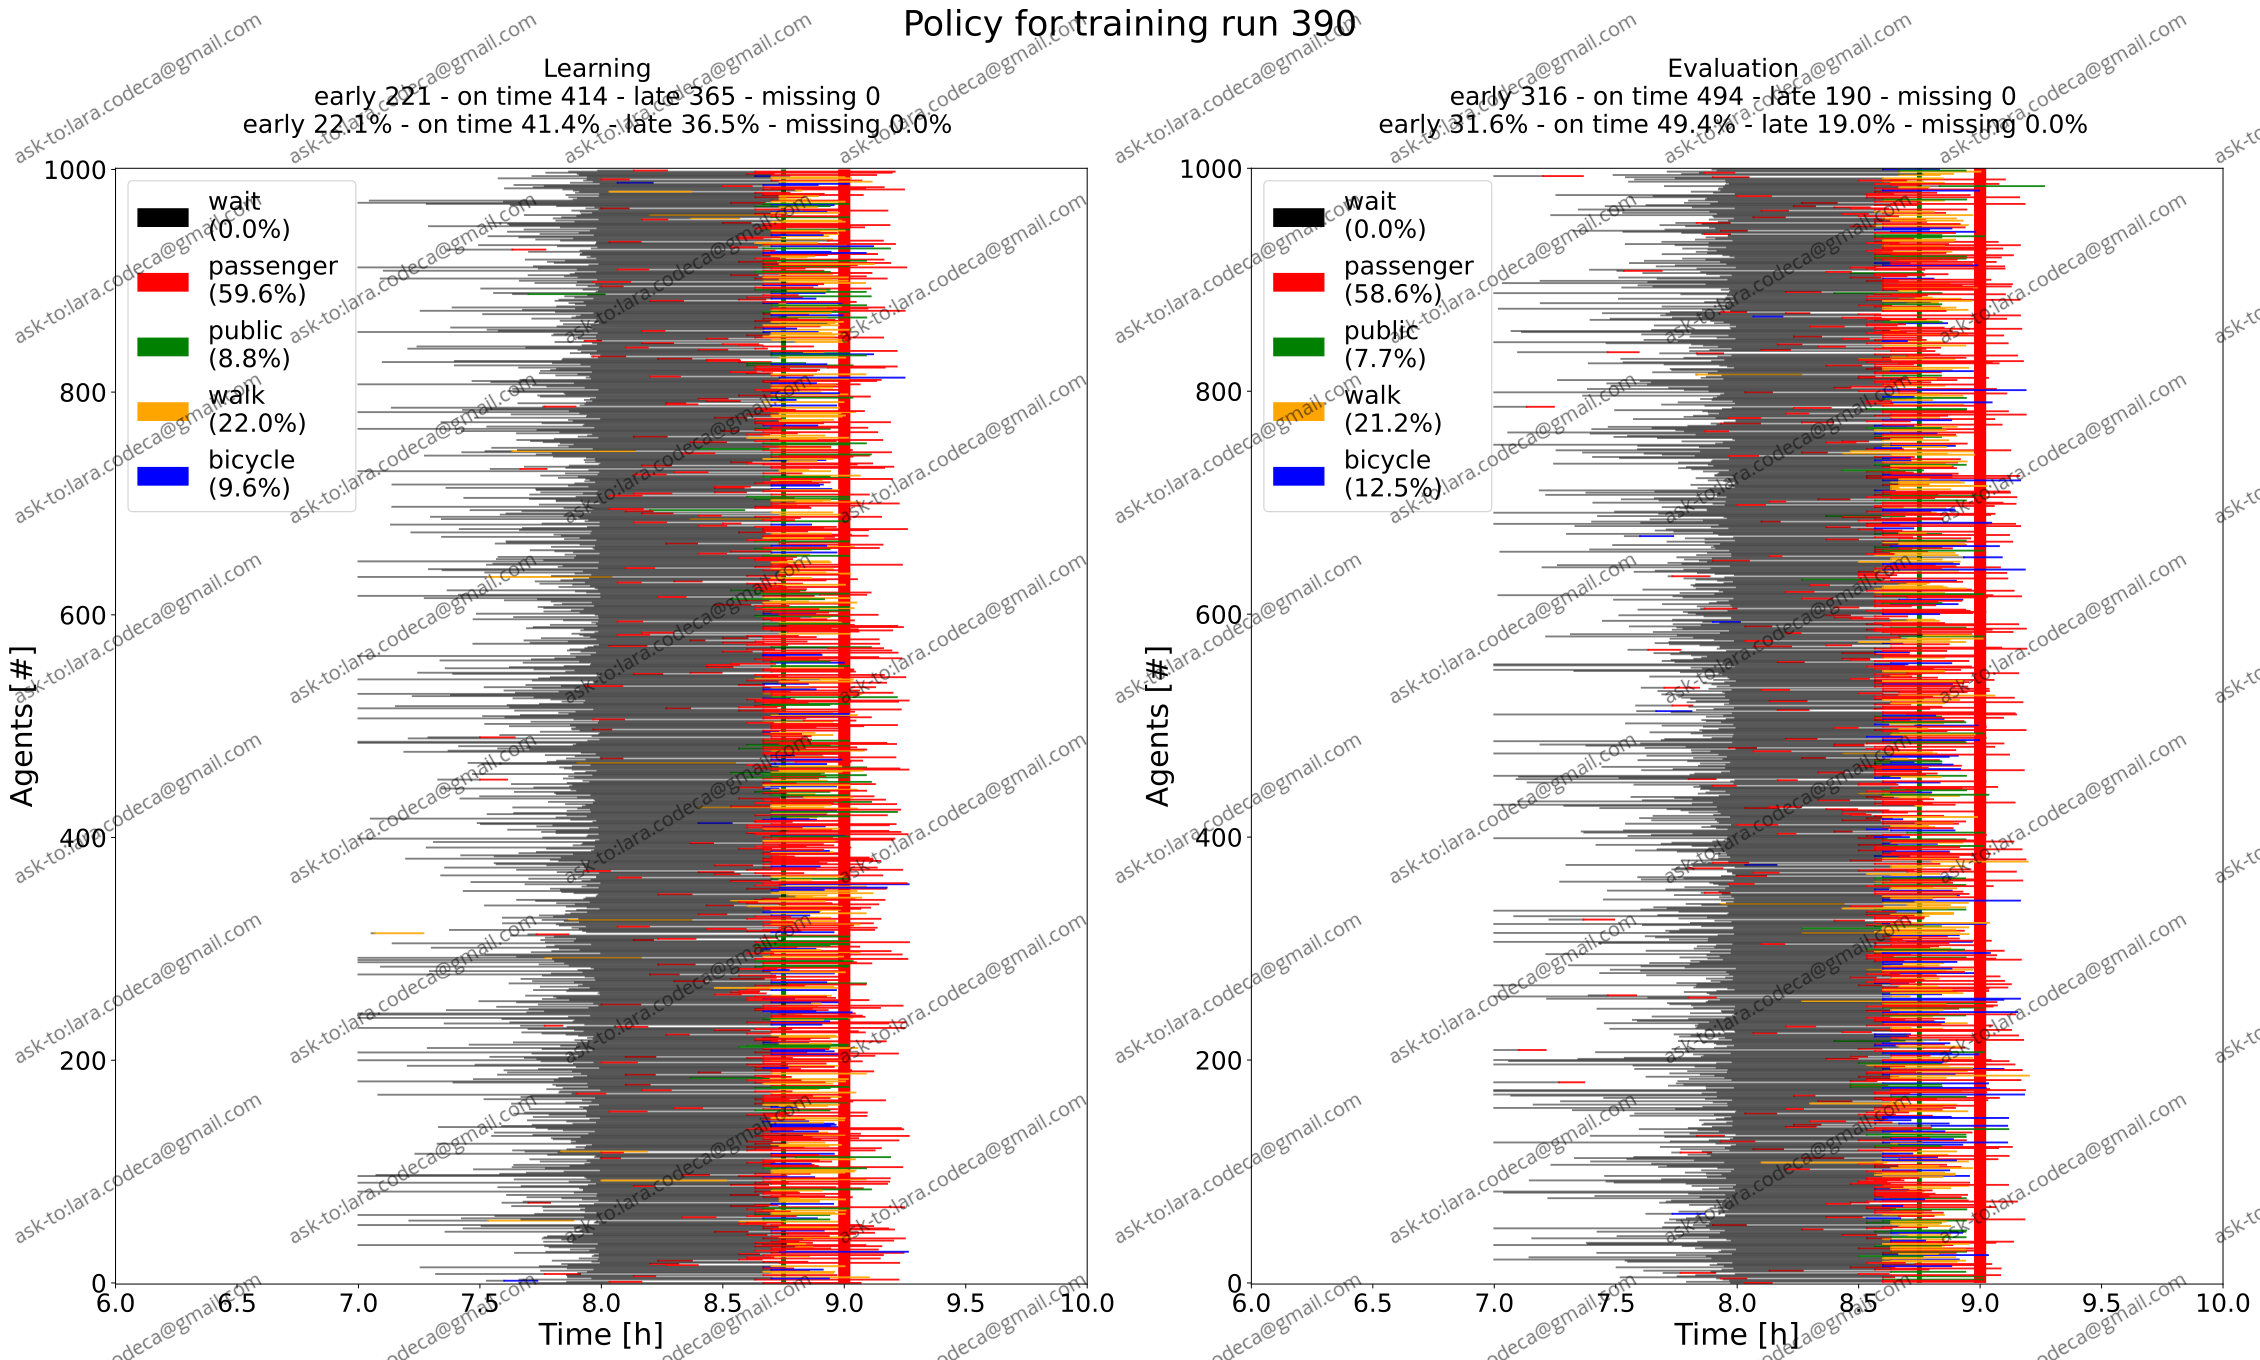 Policy for training run 390
Learning
early 221 - on time 414 - late 365 - missing 0
early 22.1% - on time 41.4% - late 36.5% - missing 0.0%
1000
800
600
400
200
0
Agents [#]
wait
(0.0%)
passenger
(59.6%)
public
(8.8%)
walk
(22.0%)
bicycle
(9.6%)
6.0 6.5 7.0 7.5 8.0 8.5 9.0 9.5 10.0
Time [h]
Evaluation
early 316 - on time 494 - late 190 - missing 0
early 31.6% - on time 49.4% - late 19.0% - missing 0.0%
1000
800
600
400
200
0
Agents [#]
wait
(0.0%)
passenger
(58.6%)
public
(7.7%)
walk
(21.2%)
bicycle
(12.5%)
6.0 6.5 7.0 7.5 8.0 8.5 9.0 9.5 10.0
Time [h]
ask-to:lara.codeca@gmail.com